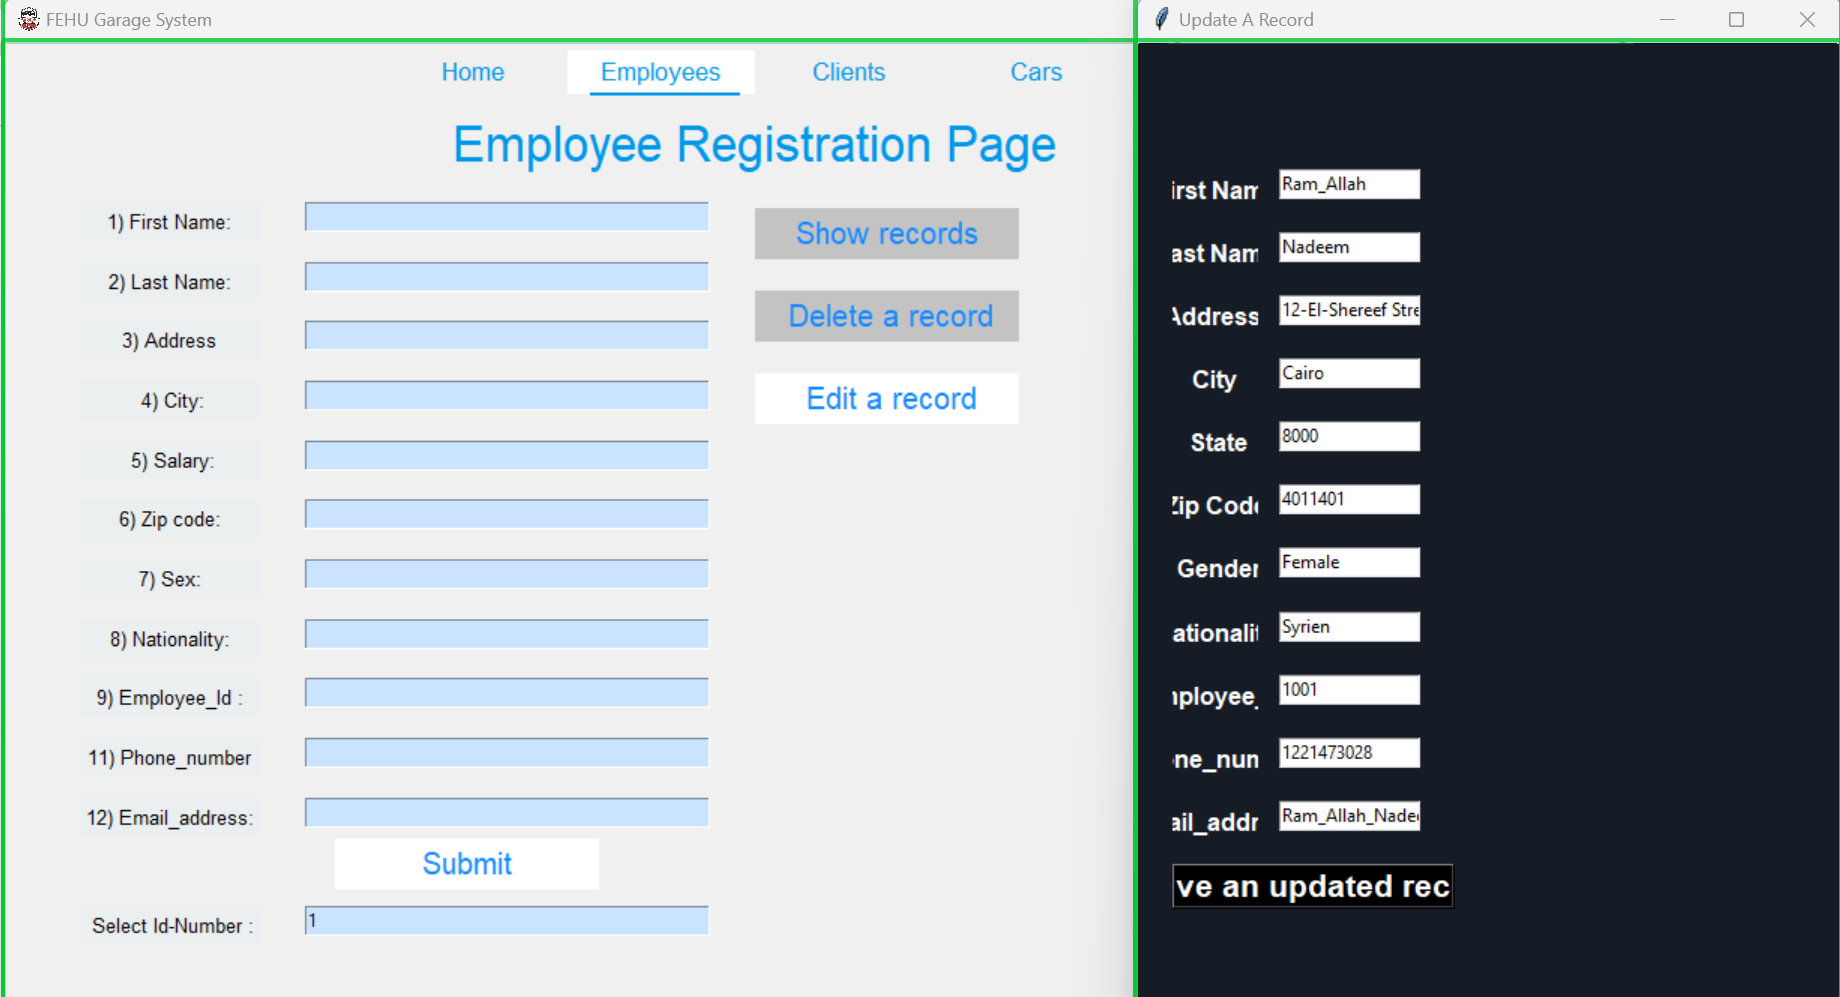 FEHU Garage System
Home Employees Clients Cars
Employee Registration Page
1) First Name:
2) Last Name:
3) Address
4) City:
5) Salary:
6) Zip code:
7) Sex:
8) Nationality:
9) Employee_Id :
11) Phone_number
12) Email_address:
Submit
Select Id-Number : 1
Show records
Delete a record
Edit a record
Update A Record
irst Nam Ram_Allah
ast Nam Nadeem
Address 12-El-Shereef Stre
City Cairo
State 8000
Zip Code 4011401
Gender Female
ationalit Syrien
mployee_ 1001
one_num 1221473028
ail_addr Ram_Allah_Nadee
ve an updated rec